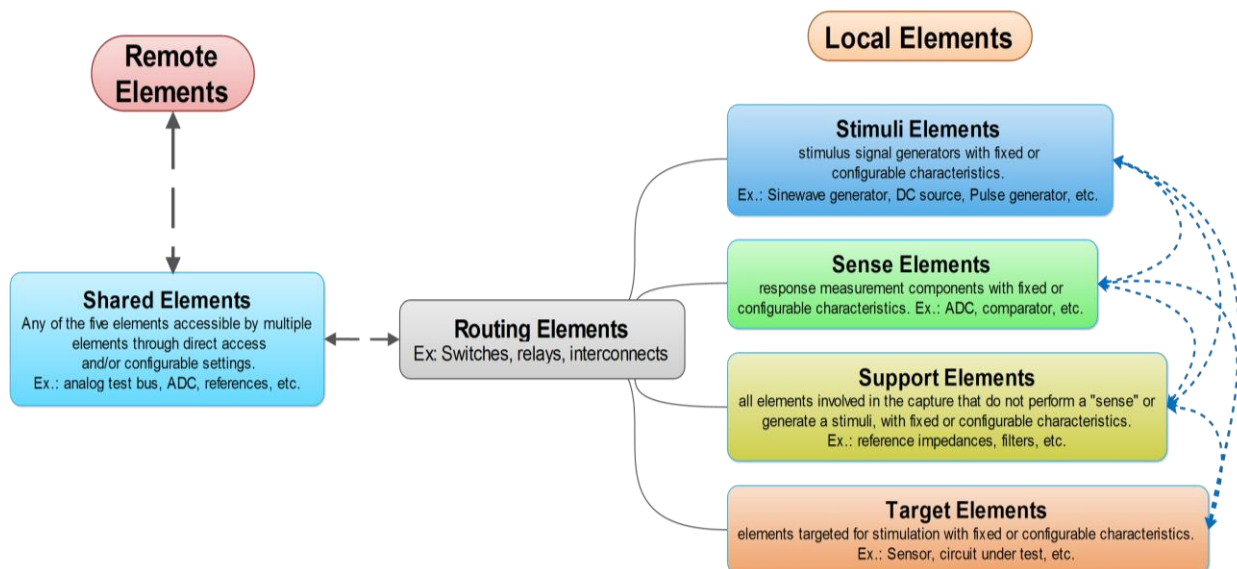 Remote
Elements
Local Elements
Stimuli Elements
stimulus signal generators with fixed or
configurable characteristics.
Ex.: Sinewave generator, DC source, Pulse generator, etc.
Sense Elements
response measurement components with fixed or
configurable characteristics. Ex.: ADC, comparator, etc.
Shared Elements
Any of the five elements accessible by multiple
elements through direct access
and/or configurable settings.
Ex.: analog test bus, ADC, references, etc.
Routing Elements
Ex: Switches, relays, interconnects
Support Elements
all elements involved in the capture that do not perform a "sense" or
generate a stimuli, with fixed or configurable characteristics.
Ex.: reference impedances, filters, etc.
Target Elements
elements targeted for stimulation with fixed or configurable characteristics.
Ex.: Sensor, circuit under test, etc.